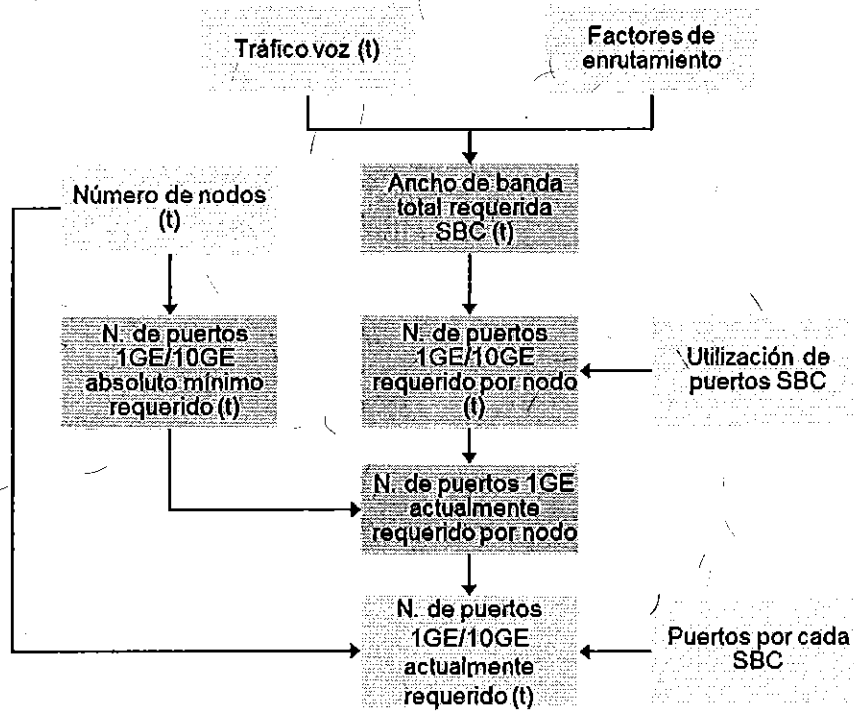 Tráfico voz (t)
Factores de
enrutamiento
Número de nodos
(t)
Ancho de banda
total requerida
SBC (t)
N. de puertos
1GE/10GE
absoluto mínimo
requerido (t)
N. de puertos
1GE/10GE
requerido por nodo
(t)
Utilización de
puertos SBC
N. de puertos 1GE
actualmente
requerido por nodo
N. de puertos
1GE/10GE
actualmente
requerido (t)
Puertos por cada
SBC